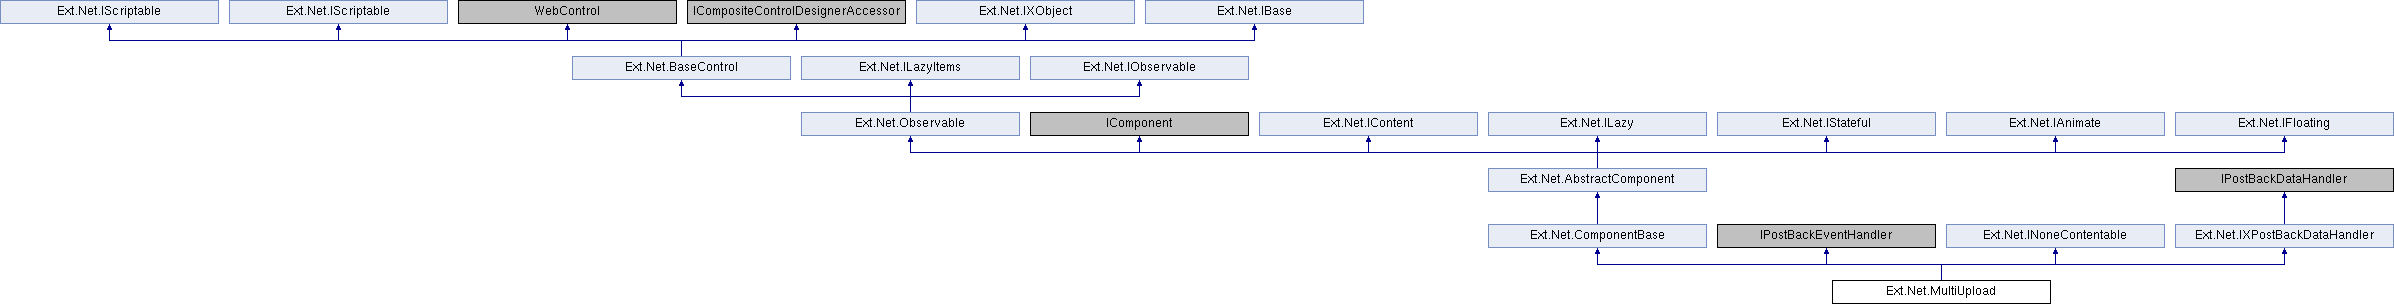 Ext.Net.IScriptable
Ext.Net.IScriptable
WebControl
ICompositeControlDesignerAccessor
Ext.Net.IXObject
Ext.Net.IBase
Ext.Net.BaseControl
Ext.Net.ILazyItems
Ext.Net.IObservable
Ext.Net.Observable
IComponent
Ext.Net.IContent
Ext.Net.ILazy
Ext.Net.IStateful
Ext.Net.IAnimate
Ext.Net.IFloating
Ext.Net.AbstractComponent
IPostBackDataHandler
Ext.Net.ComponentBase
IPostBackEventHandler
Ext.Net.INoneContentable
Ext.Net.IXPostBackDataHandler
Ext.Net.MultiUpload